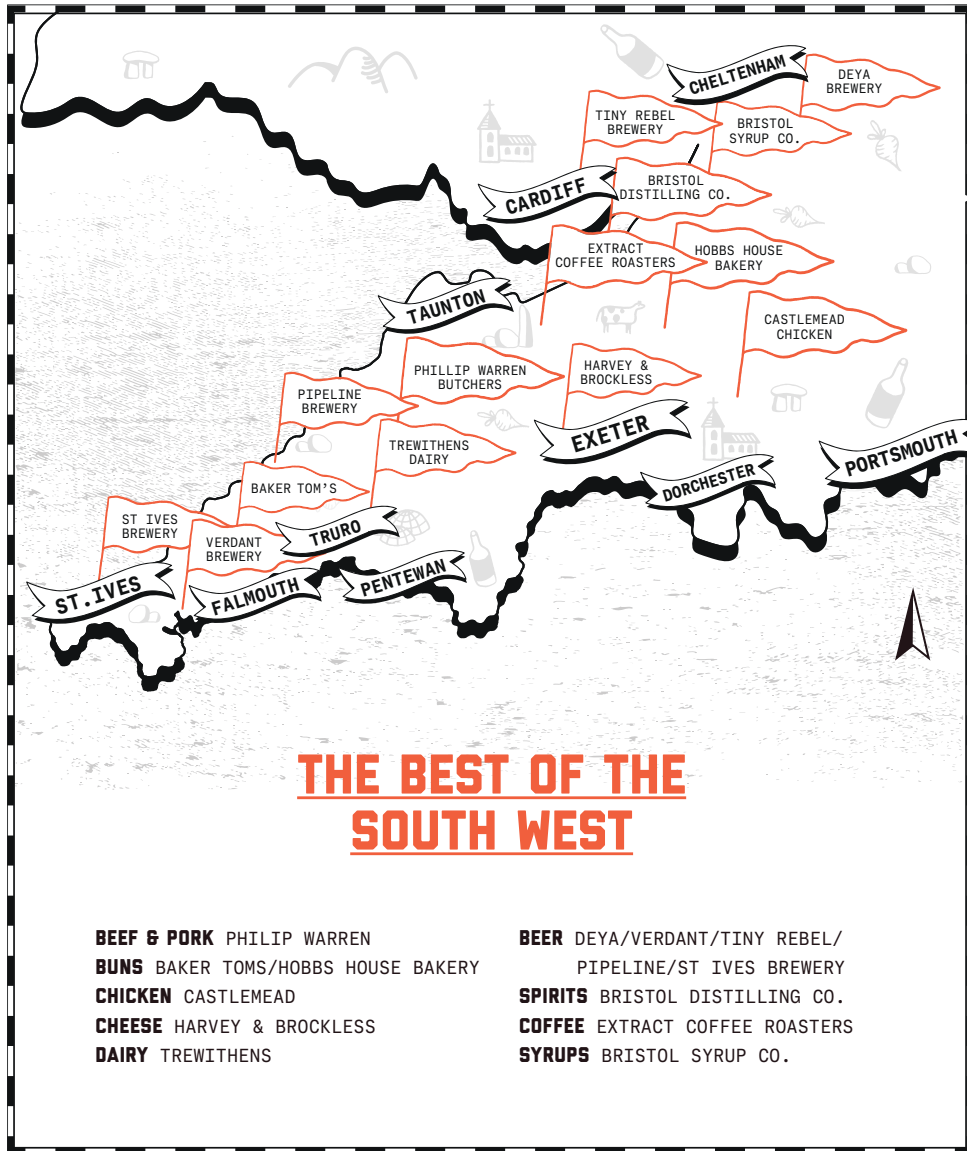 CHELTENHAM
DEYA
BREWERY
TINY REBEL
BREWERY
BRISTOL
SYRUP CO.
CARDIFF
BRISTOL
DISTILLING CO.
EXTRACT
COFFEE ROASTERS
HOBBS HOUSE
BAKERY
TAUNTON
CASTLEMEAD
CHICKEN
PHILLIP WARREN
BUTCHERS
HARVEY &
BROCKLESS
PIPELINE
BREWERY
EXETER
TREWITHENS
DAIRY
PORTSMOUTH
DORCHESTER
BAKER TOM'S
ST IVES
BREWERY
VERDANT
BREWERY
TRURO
ST.IVES
FALMOUTH
PENTEWAN
THE BEST OF THE
SOUTH WEST
BEEF & PORK PHILIP WARREN
BUNS BAKER TOMS/HOBBS HOUSE BAKERY
CHICKEN CASTLEMEAD
CHEESE HARVEY & BROCKLESS
DAIRY TREWITHENS
BEER DEYA/VERDANT/TINY REBEL/
PIPELINE/ST IVES BREWERY
SPIRITS BRISTOL DISTILLING CO.
COFFEE EXTRACT COFFEE ROASTERS
SYRUPS BRISTOL SYRUP CO.